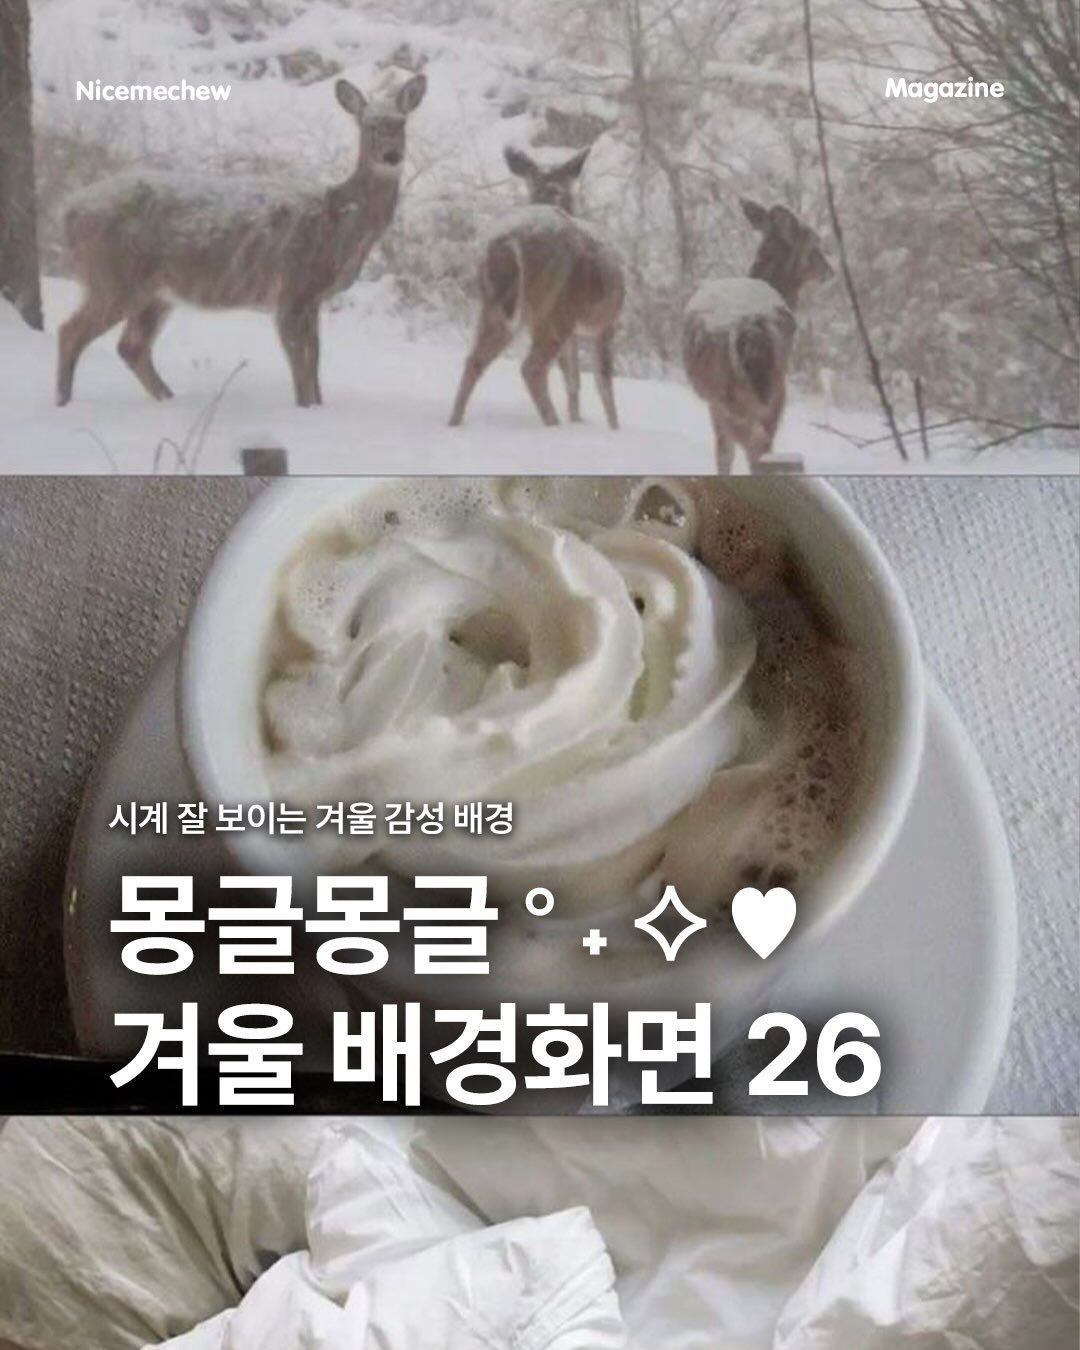 Nicemechew
Magazine
시계 잘 보이는 겨울 감성 배경
몽글몽글 ° ˖ ✧ ♥
겨울 배경화면 26